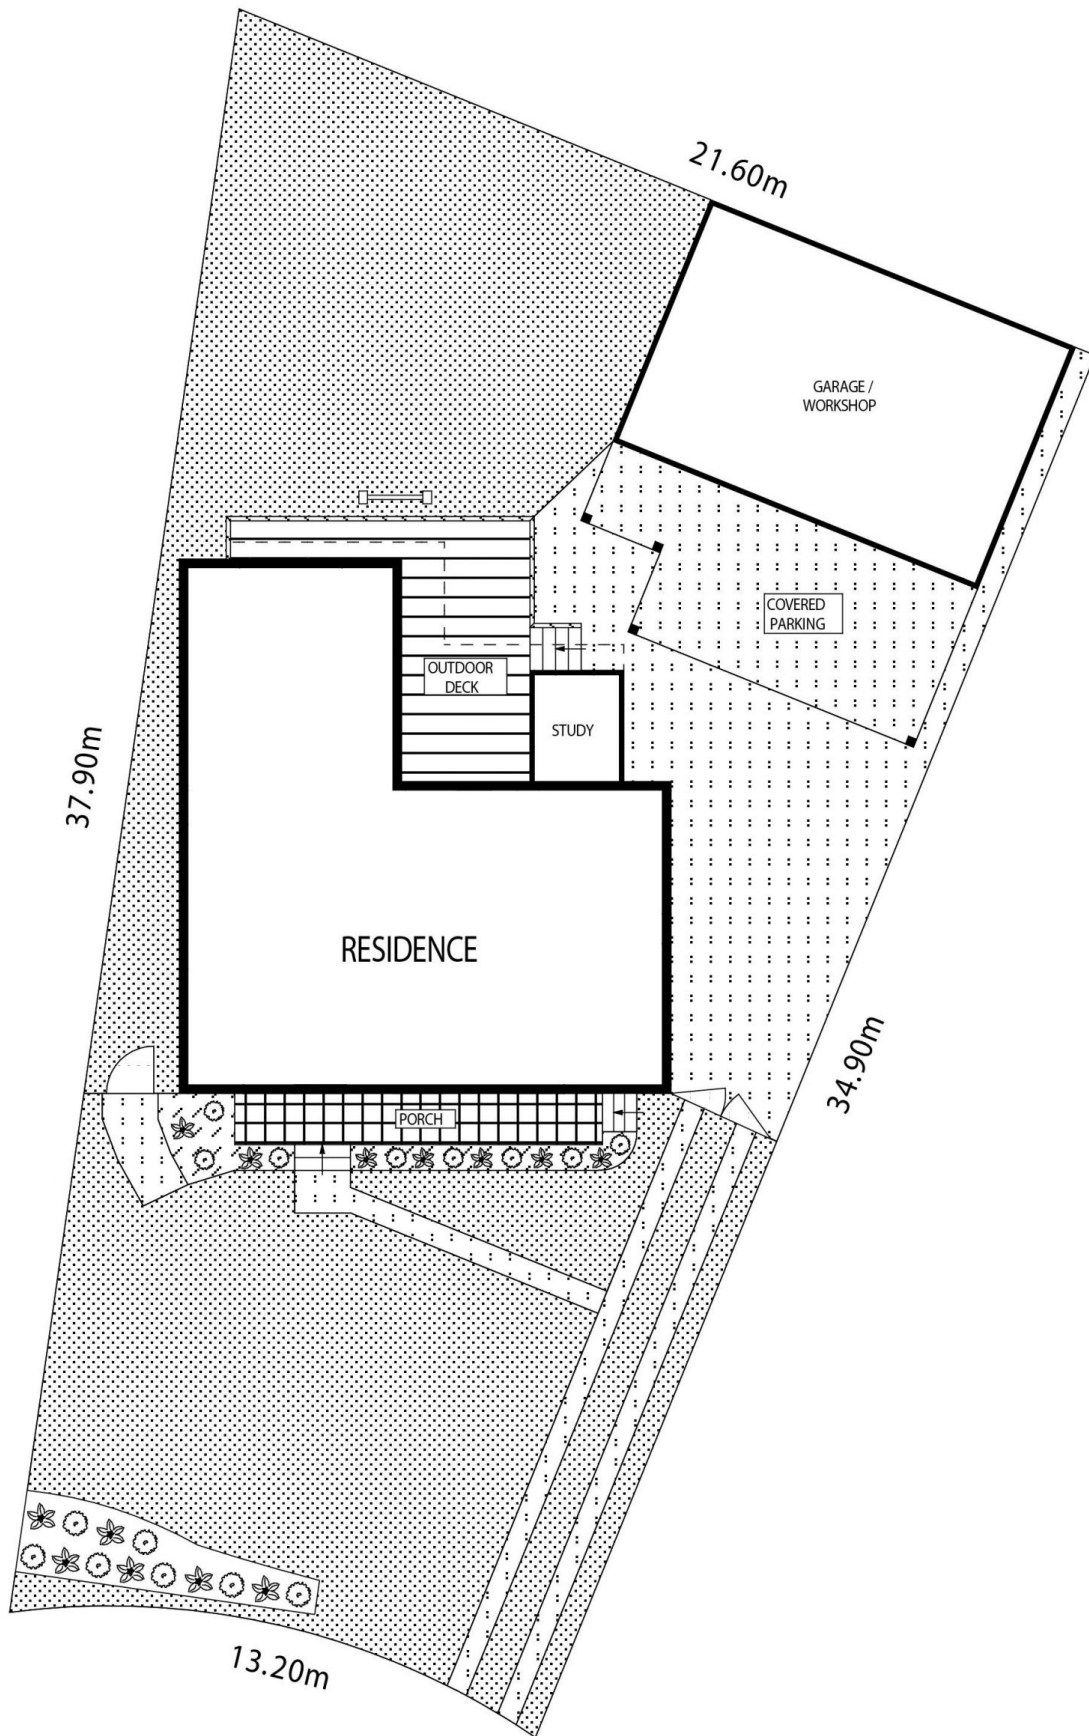 21.60m
GARAGE /
WORKSHOP
COVERED
PARKING
OUTDOOR
DECK
STUDY
37.90m
RESIDENCE
34.90m
PORCH
13.20m